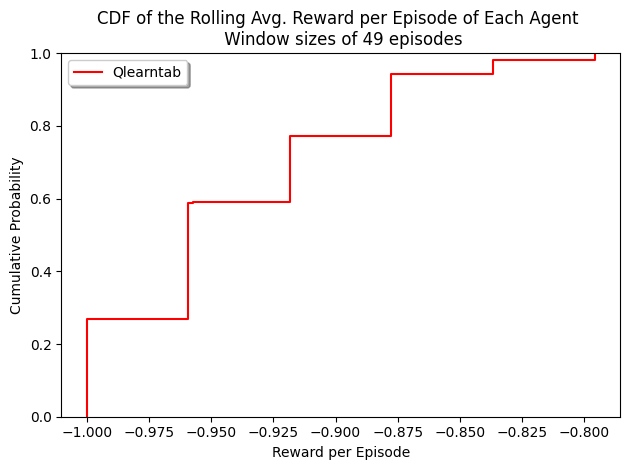 CDF of the Rolling Avg. Reward per Episode of Each Agent
Window sizes of 49 episodes
Qlearntab
Cumulative Probability
1.0
0.8
0.6
0.4
0.2
0.0
−1.000 −0.975 −0.950 −0.925 −0.900 −0.875 −0.850 −0.825 −0.800
Reward per Episode